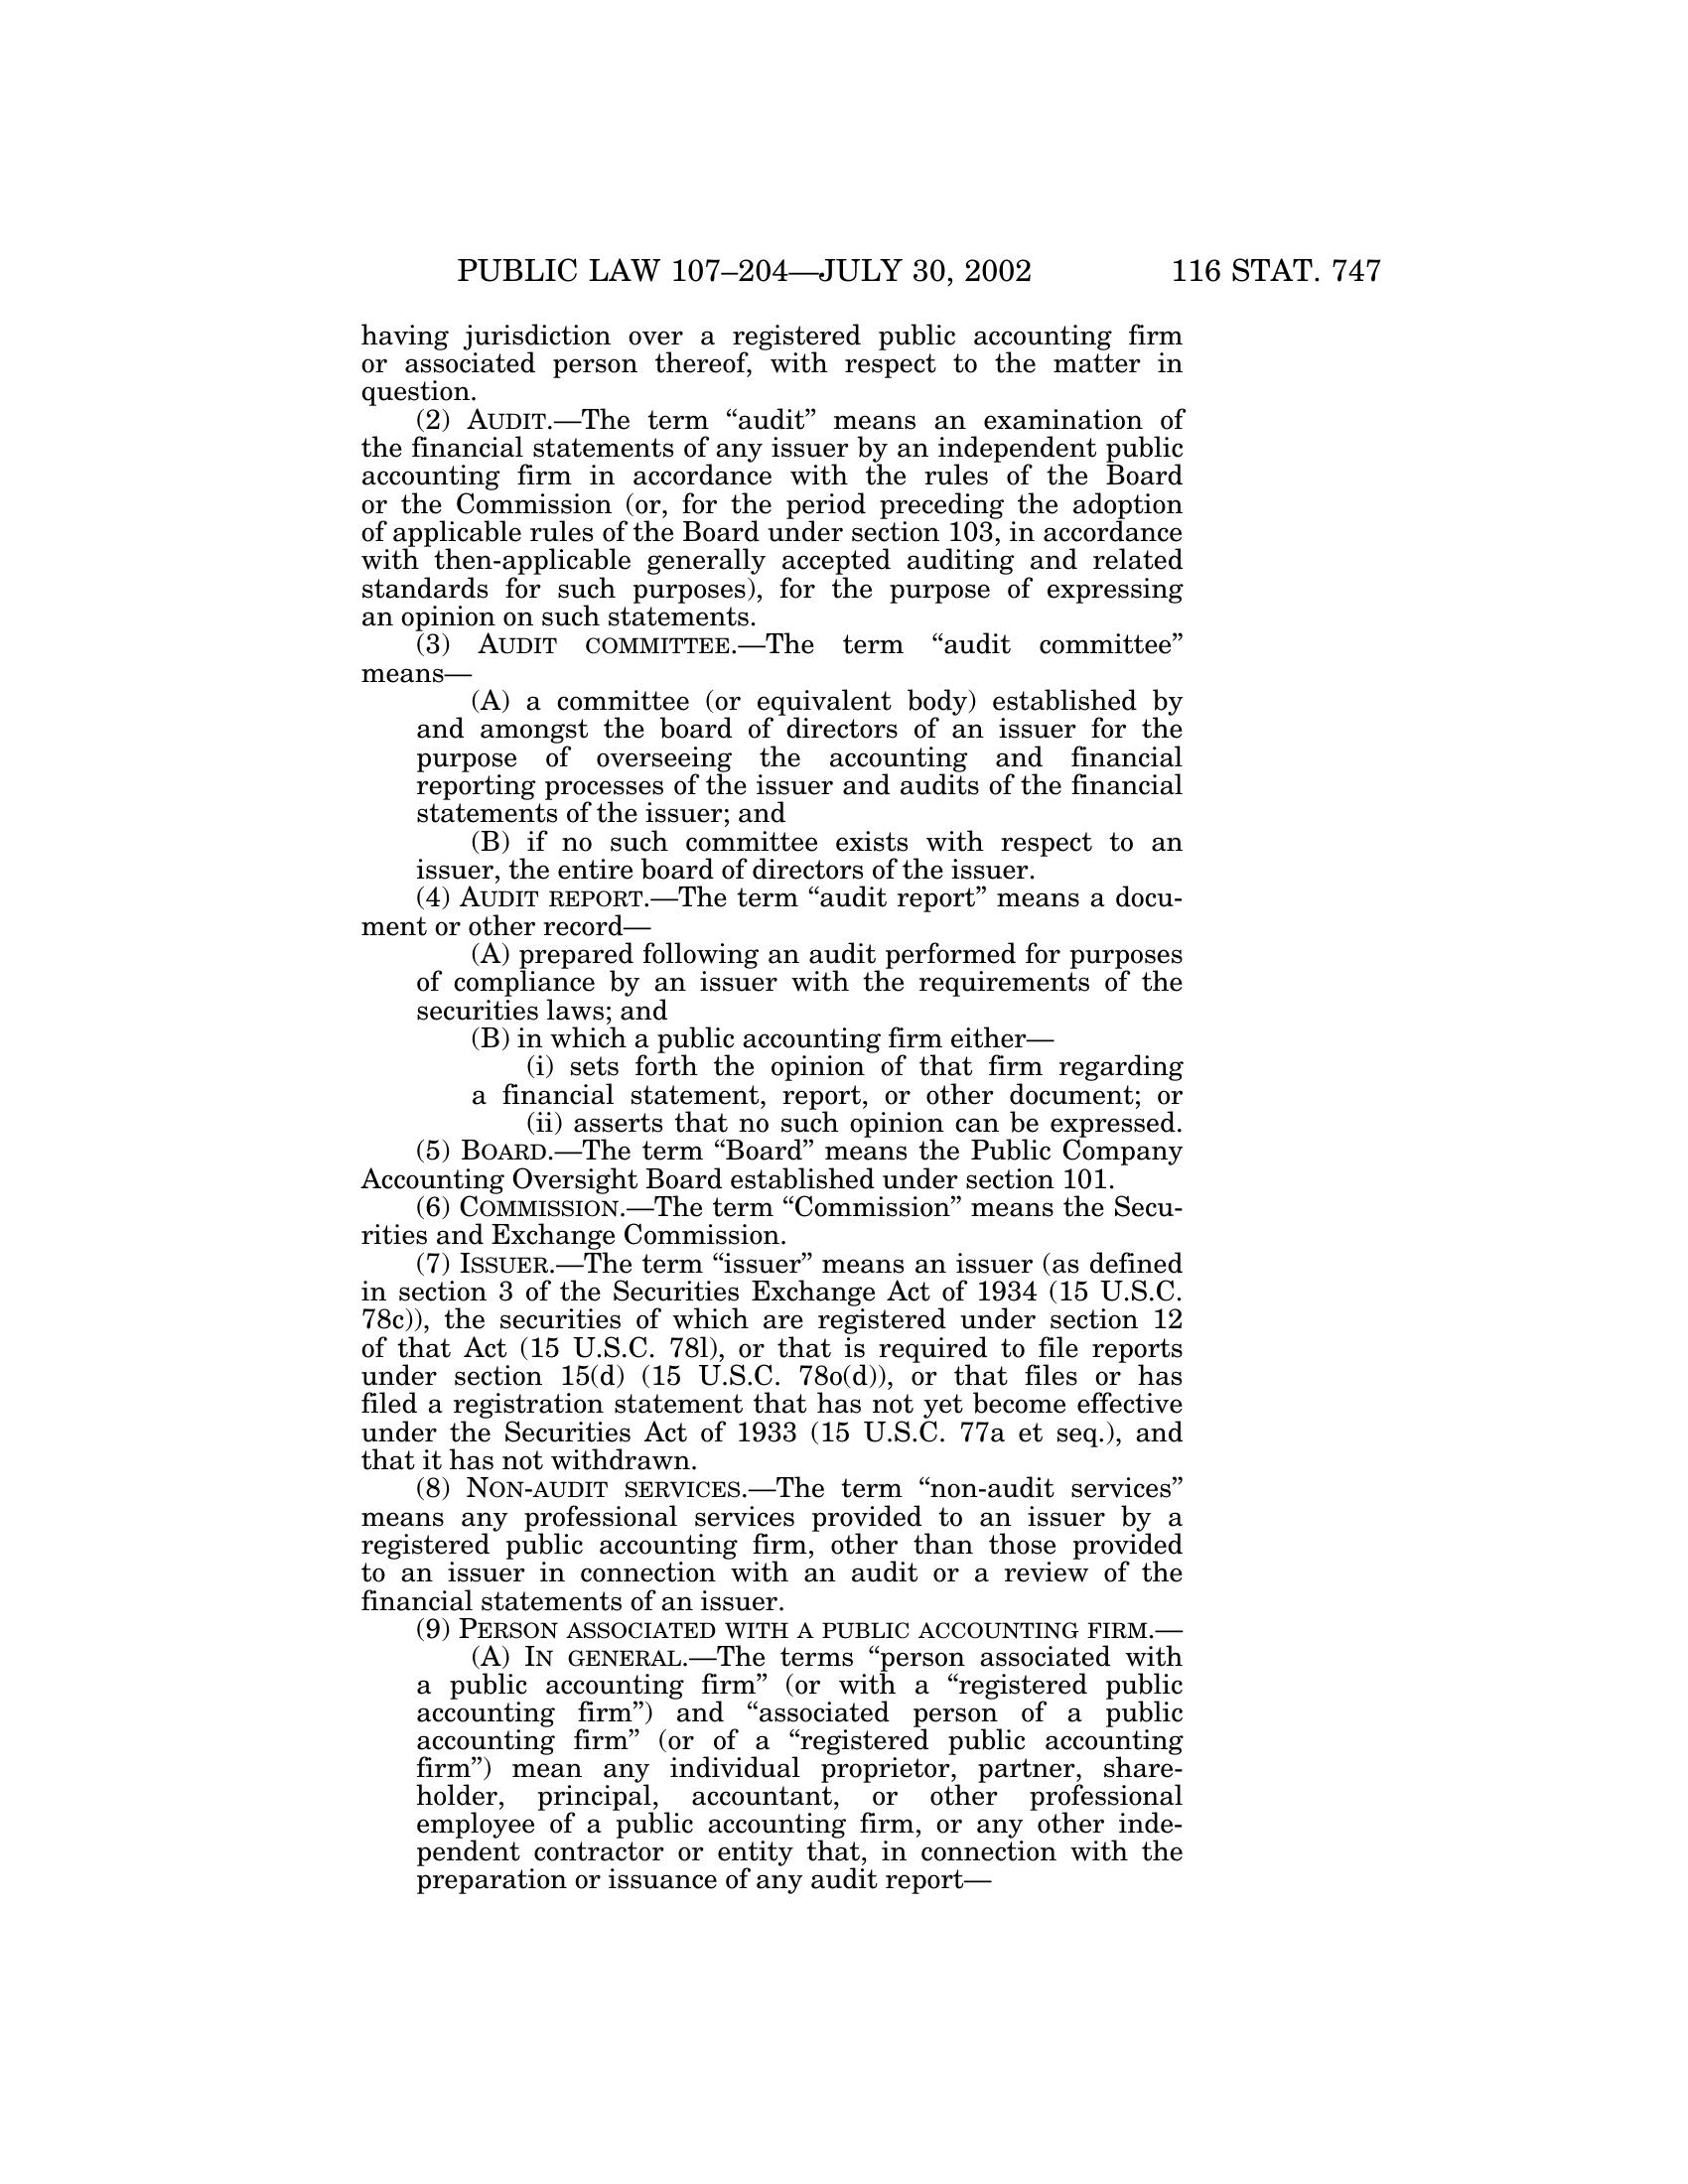 PUBLIC LAW 107–204—JULY 30, 2002 116 STAT. 747
having jurisdiction over a registered public accounting firm
or associated person thereof, with respect to the matter in
question.
(2) AUDIT.—The term “audit” means an examination of
the financial statements of any issuer by an independent public
accounting firm in accordance with the rules of the Board
or the Commission (or, for the period preceding the adoption
of applicable rules of the Board under section 103, in accordance
with then-applicable generally accepted auditing and related
standards for such purposes), for the purpose of expressing
an opinion on such statements.
(3) AUDIT COMMITTEE.—The term “audit committee”
means—
(A) a committee (or equivalent body) established by
and amongst the board of directors of an issuer for the
purpose of overseeing the accounting and financial
reporting processes of the issuer and audits of the financial
statements of the issuer; and
(B) if no such committee exists with respect to an
issuer, the entire board of directors of the issuer.
(4) AUDIT REPORT.—The term “audit report” means a docu-
ment or other record—
(A) prepared following an audit performed for purposes
of compliance by an issuer with the requirements of the
securities laws; and
(B) in which a public accounting firm either—
(i) sets forth the opinion of that firm regarding
a financial statement, report, or other document; or
(ii) asserts that no such opinion can be expressed.
(5) BOARD.—The term “Board” means the Public Company
Accounting Oversight Board established under section 101.
(6) COMMISSION.—The term “Commission” means the Secu-
rities and Exchange Commission.
(7) ISSUER.—The term “issuer” means an issuer (as defined
in section 3 of the Securities Exchange Act of 1934 (15 U.S.C.
78c)), the securities of which are registered under section 12
of that Act (15 U.S.C. 78l), or that is required to file reports
under section 15(d) (15 U.S.C. 78o(d)), or that files or has
filed a registration statement that has not yet become effective
under the Securities Act of 1933 (15 U.S.C. 77a et seq.), and
that it has not withdrawn.
(8) NON-AUDIT SERVICES.—The term “non-audit services”
means any professional services provided to an issuer by a
registered public accounting firm, other than those provided
to an issuer in connection with an audit or a review of the
financial statements of an issuer.
(9) PERSON ASSOCIATED WITH A PUBLIC ACCOUNTING FIRM.—
(A) IN GENERAL.—The terms “person associated with
a public accounting firm” (or with a “registered public
accounting firm”) and “associated person of a public
accounting firm” (or of a “registered public accounting
firm”) mean any individual proprietor, partner, share-
holder, principal, accountant, or other professional
employee of a public accounting firm, or any other inde-
pendent contractor or entity that, in connection with the
preparation or issuance of any audit report—